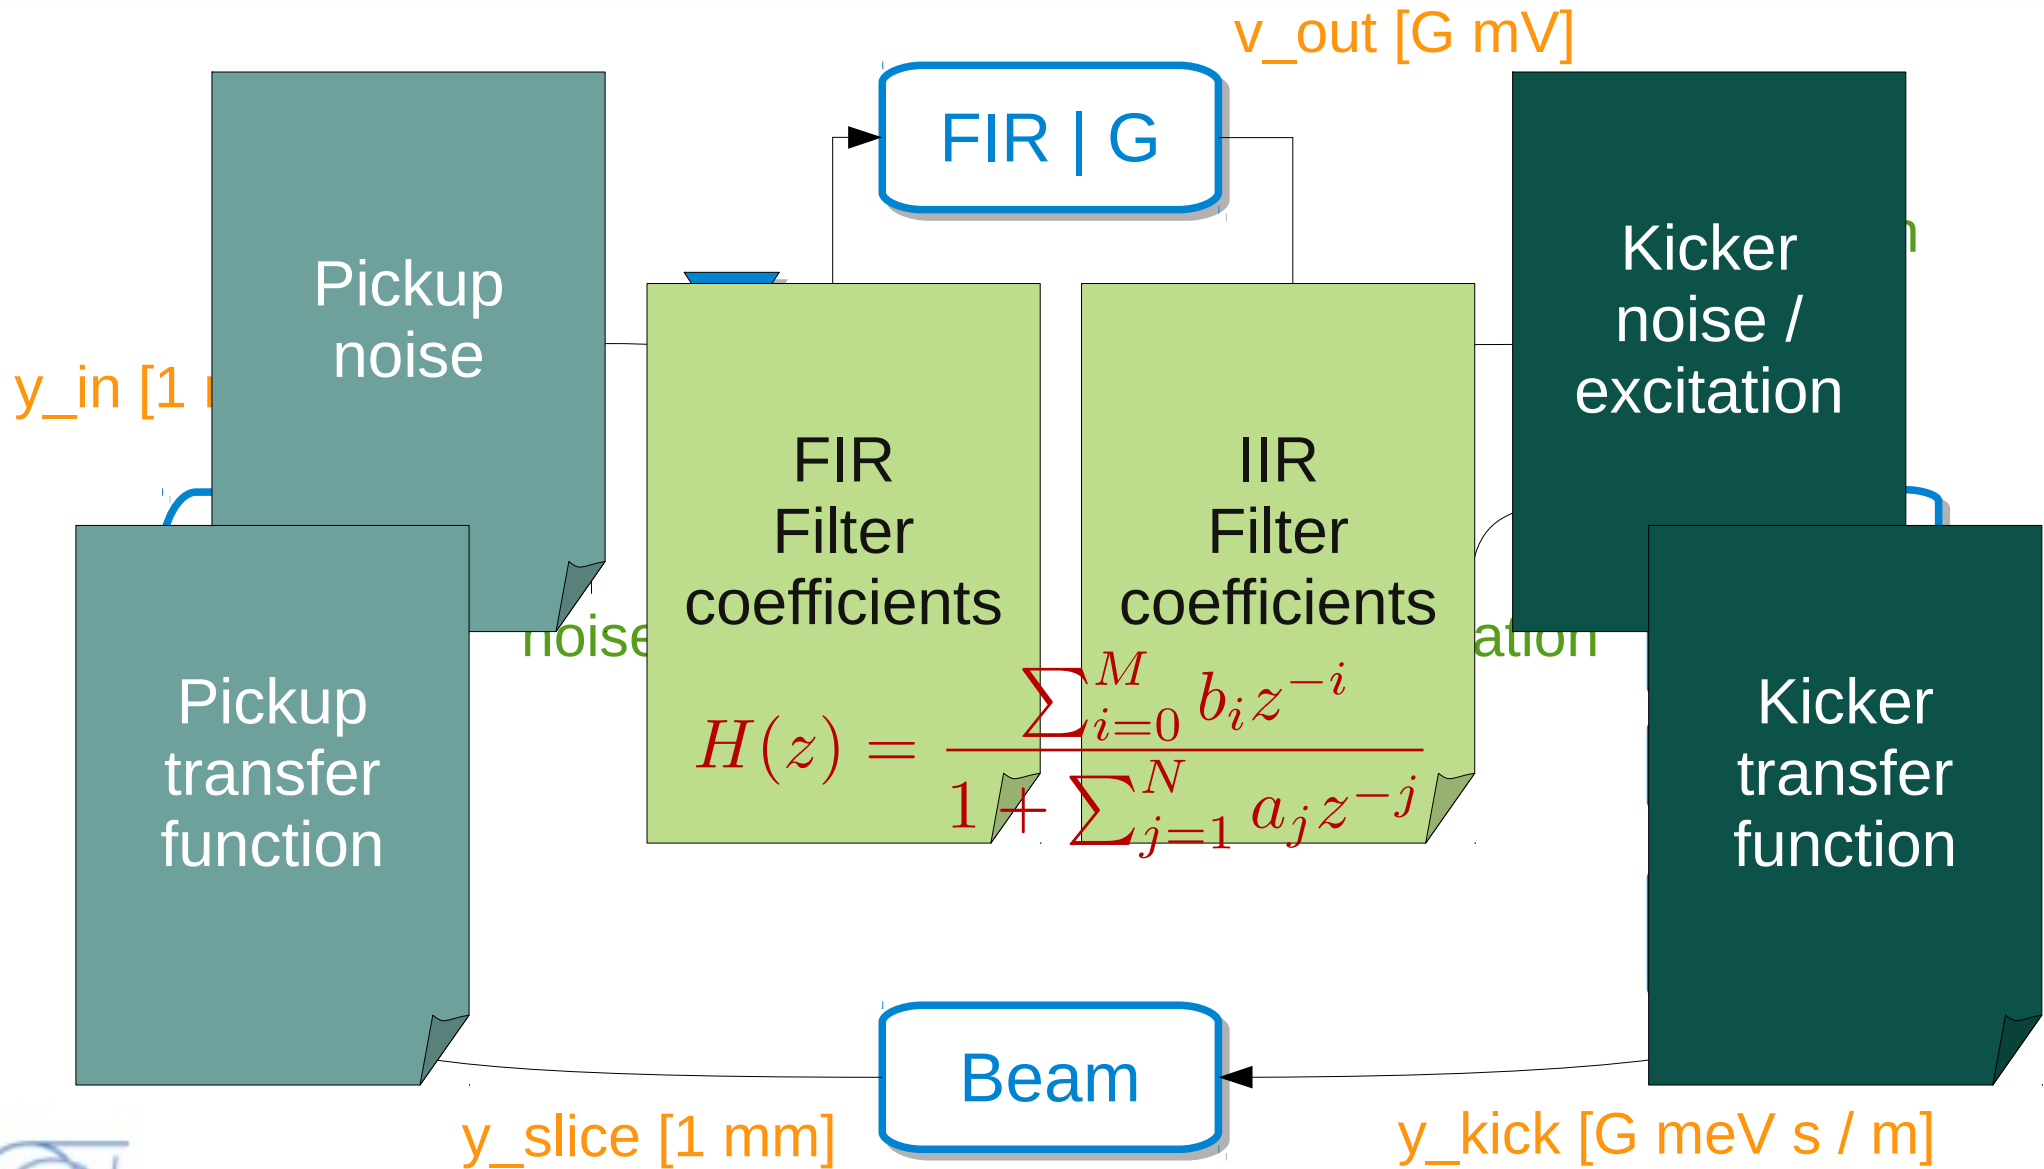 v_out [G mV]
FIR | G
Pickup
noise
Kicker
noise /
excitation
y_in [1
FIR
Filter
coefficients
IIR
Filter
coefficients
noise
H(z) = \frac{\sum_{i=0}^{M} b_i z^{-i}}{1 + \sum_{j=1}^{N} a_j z^{-j}}
Pickup
transfer
function
Kicker
transfer
function
Beam
y_slice [1 mm]
y_kick [G meV s / m]